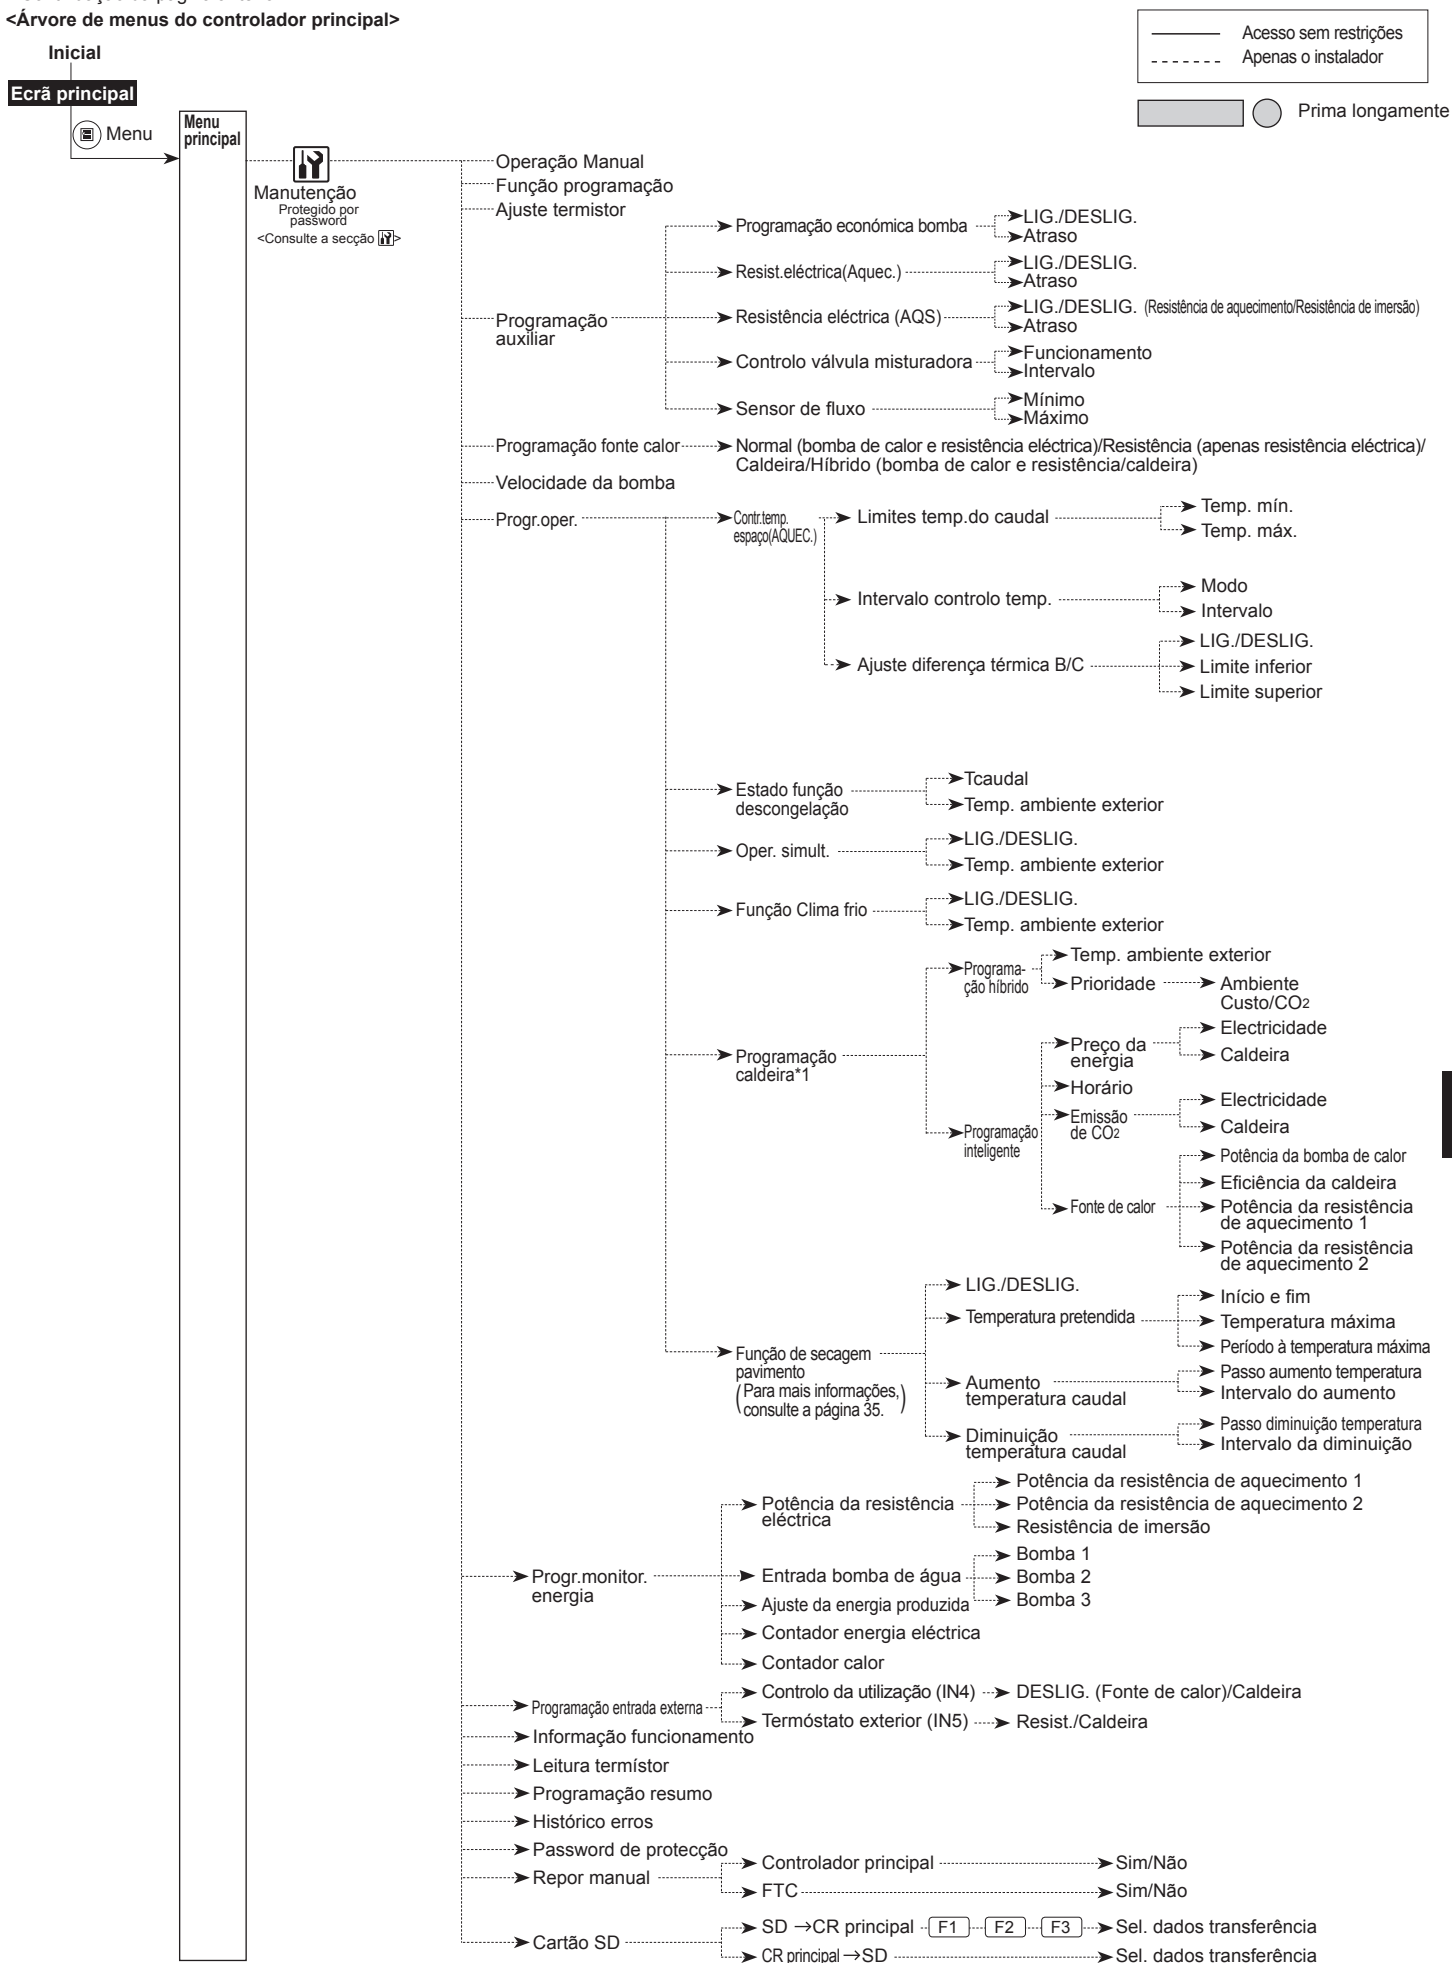 <Árvore de menus do controlador principal>
Inicial
Ecrã principal
Menu
Menu
principal
Acesso sem restrições
Apenas o instalador
Prima longamente
Manutenção
Protegido por
password
<Consulte a secção >
Operação Manual
Função programação
Ajuste termistor
Programação
auxiliar
Programação económica bomba
LIG./DESLIG.
Atraso
Resist.eléctrica(Aquec.)
LIG./DESLIG.
Atraso
Resistência eléctrica (AQS)
LIG./DESLIG. (Resistência de aquecimento/Resistência de imersão)
Atraso
Controlo válvula misturadora
Funcionamento
Intervalo
Sensor de fluxo
Mínimo
Máximo
Programação fonte calor
Normal (bomba de calor e resistência eléctrica)/Resistência (apenas resistência eléctrica)/
Caldeira/Híbrido (bomba de calor e resistência/caldeira)
Velocidade da bomba
Progr.oper.
Contr.temp.
espaço(AQUEC.)
Limites temp.do caudal
Temp. mín.
Temp. máx.
Intervalo controlo temp.
Modo
Intervalo
Ajuste diferença térmica B/C
LIG./DESLIG.
Limite inferior
Limite superior
Estado função
descongelação
Tcaudal
Temp. ambiente exterior
Oper. simult.
LIG./DESLIG.
Temp. ambiente exterior
Função Clima frio
LIG./DESLIG.
Temp. ambiente exterior
Programação
caldeira*1
Programa-
ção híbrido
Temp. ambiente exterior
Prioridade
Ambiente
Custo/CO2
Programação
inteligente
Preço da
energia
Electricidade
Caldeira
Horário
Emissão
de CO2
Electricidade
Caldeira
Fonte de calor
Potência da bomba de calor
Eficiência da caldeira
Potência da resistência
de aquecimento 1
Potência da resistência
de aquecimento 2
Função de secagem
pavimento
(Para mais informações,
consulte a página 35.)
LIG./DESLIG.
Temperatura pretendida
Início e fim
Temperatura máxima
Período à temperatura máxima
Aumento
temperatura caudal
Passo aumento temperatura
Intervalo do aumento
Diminuição
temperatura caudal
Passo diminuição temperatura
Intervalo da diminuição
Progr.monitor.
energia
Potência da resistência
eléctrica
Potência da resistência de aquecimento 1
Potência da resistência de aquecimento 2
Resistência de imersão
Entrada bomba de água
Bomba 1
Bomba 2
Bomba 3
Ajuste da energia produzida
Contador energia eléctrica
Contador calor
Programação entrada externa
Controlo da utilização (IN4)
DESLIG. (Fonte de calor)/Caldeira
Termóstato exterior (IN5)
Resist./Caldeira
Informação funcionamento
Leitura termístor
Programação resumo
Histórico erros
Password de protecção
Repor manual
Controlador principal
Sim/Não
FTC
Sim/Não
Cartão SD
SD →CR principal F1 F2 F3 Sel. dados transferência
CR principal →SD Sel. dados transferência